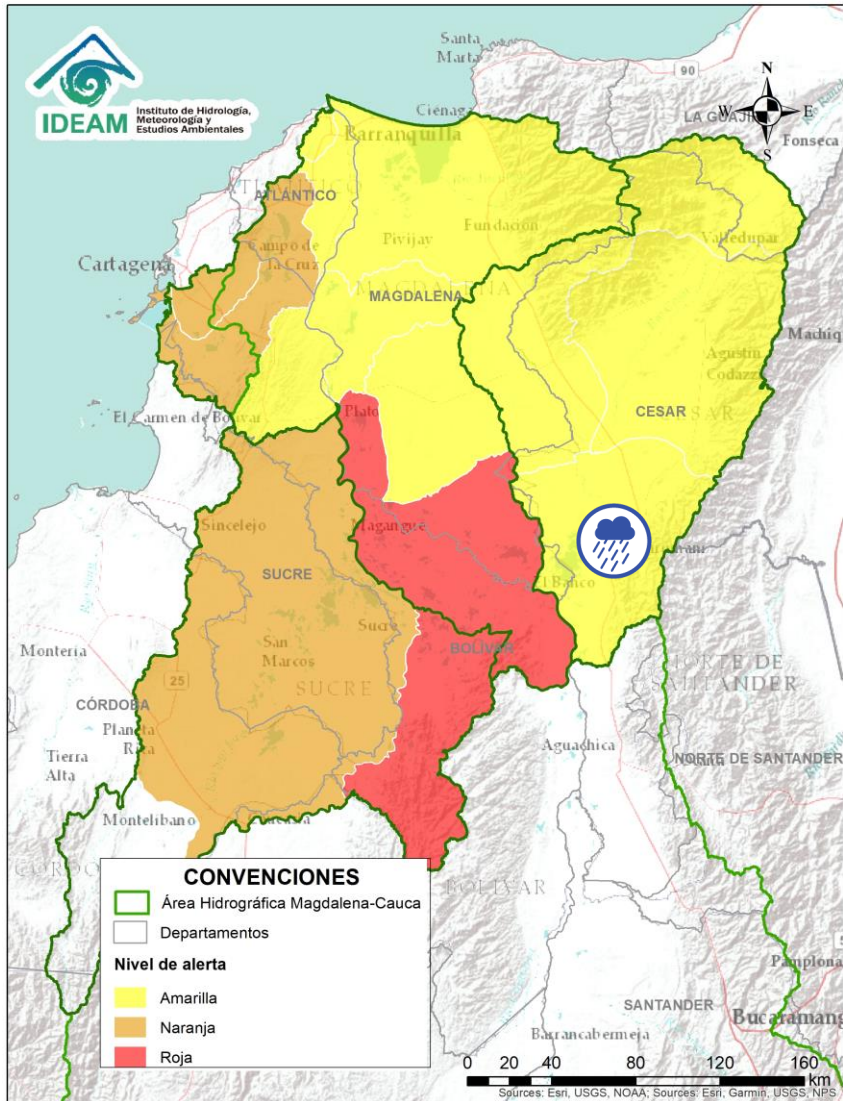 IDEAM
Instituto de Hidrología,
Meteorología y
Estudios Ambientales
Santa
Marta
90
N
W
E
S
LA GUAJIRA
Fonseca
Ciénaga
Barranquilla
ATLÁNTICO
Valledupar
Fundación
Pivijay
Campo de
la Cruz
Cartagena
MAGDALENA
Agustín
Codazzi
CESAR
El Carmen de Bolívar
Plato
Sincelejo
Magangué
El Banco
SUCRE
Sucre
San
Marcos
SUCRE
BOLÍVAR
Montería
25
CÓRDOBA
Planeta
Rica
Tierra
Alta
NORTE DE
SANTANDER
NORTE DE SANTANDER
Aguachica
Montelibano
BOLÍVAR
Pamplona
SANTANDER
Barrancabermeja
CONVENCIONES
Área Hidrográfica Magdalena-Cauca
Departamentos
Nivel de alerta
Amarilla
Naranja
Roja
0 20 40 80 120 160
Km
Sources: Esri, USGS, NOAA; Sources: Esri, Garmin, USGS, NPS